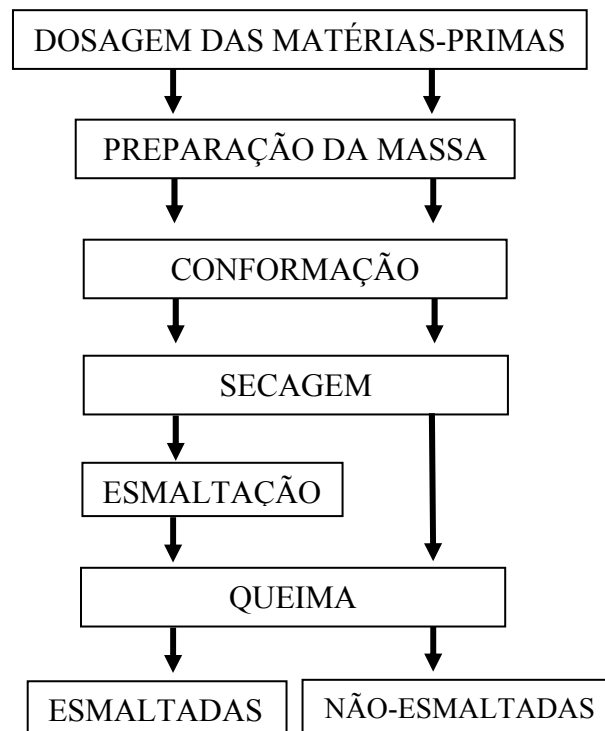 DOSAGEM DAS MATÉRIAS-PRIMAS
PREPARAÇÃO DA MASSA
CONFORMAÇÃO
SECAGEM
ESMALTAÇÃO
QUEIMA
ESMALTADAS
NÃO-ESMALTADAS